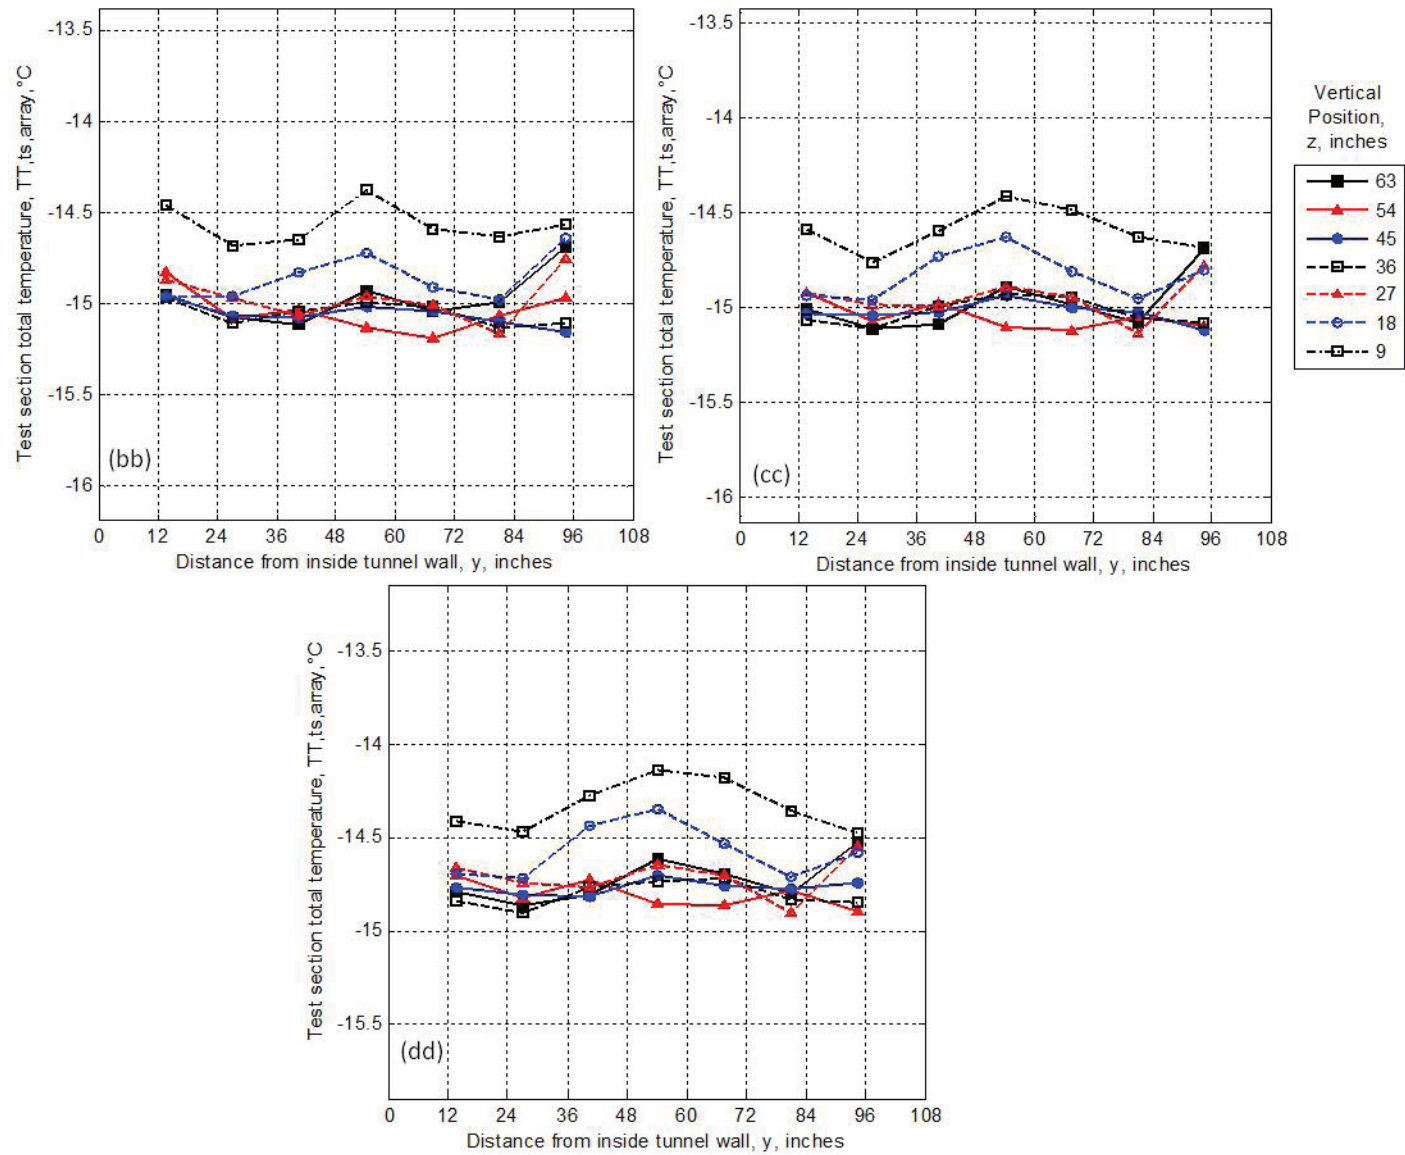 -13.5
-14
-14.5
-15
-15.5
-16
0 12 24 36 48 60 72 84 96 108
Test section total temperature, TT,ts,array,°C
Distance from inside tunnel wall, y, inches
(bb)
-13.5
-14
-14.5
-15
-15.5
-16
0 12 24 36 48 60 72 84 96 108
Test section total temperature, TT,ts,array,°C
Distance from inside tunnel wall, y, inches
(cc)
Vertical
Position,
z, inches
63
54
45
36
27
18
9
-13.5
-14
-14.5
-15
-15.5
0 12 24 36 48 60 72 84 96 108
Test section total temperature, TT,ts,array,°C
Distance from inside tunnel wall, y, inches
(dd)